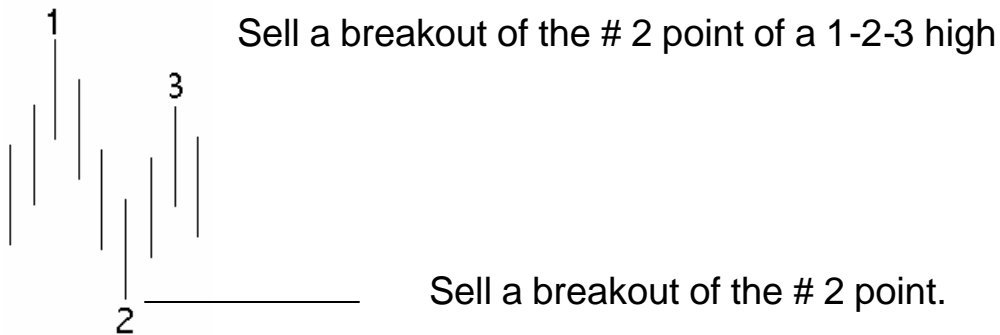 1
Sell a breakout of the # 2 point of a 1-2-3 high
3
Sell a breakout of the # 2 point.
2